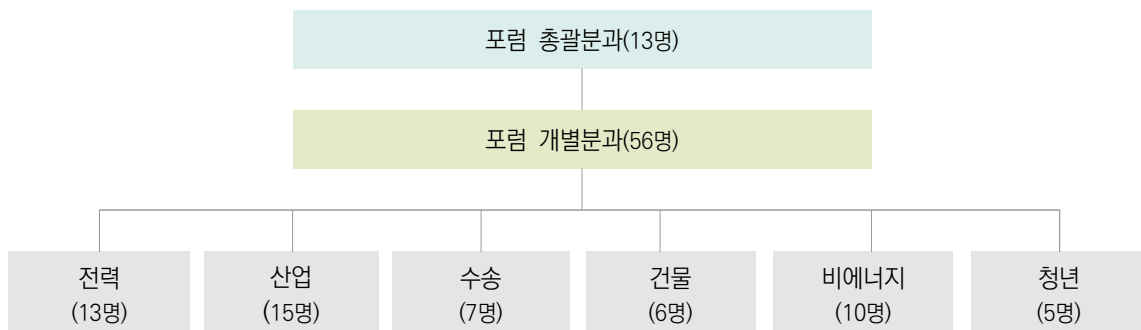 포럼 총괄분과(13명)
포럼 개별분과(56명)
전력
(13명)
산업
(15명)
수송
(7명)
건물
(6명)
비에너지
(10명)
청년
(5명)